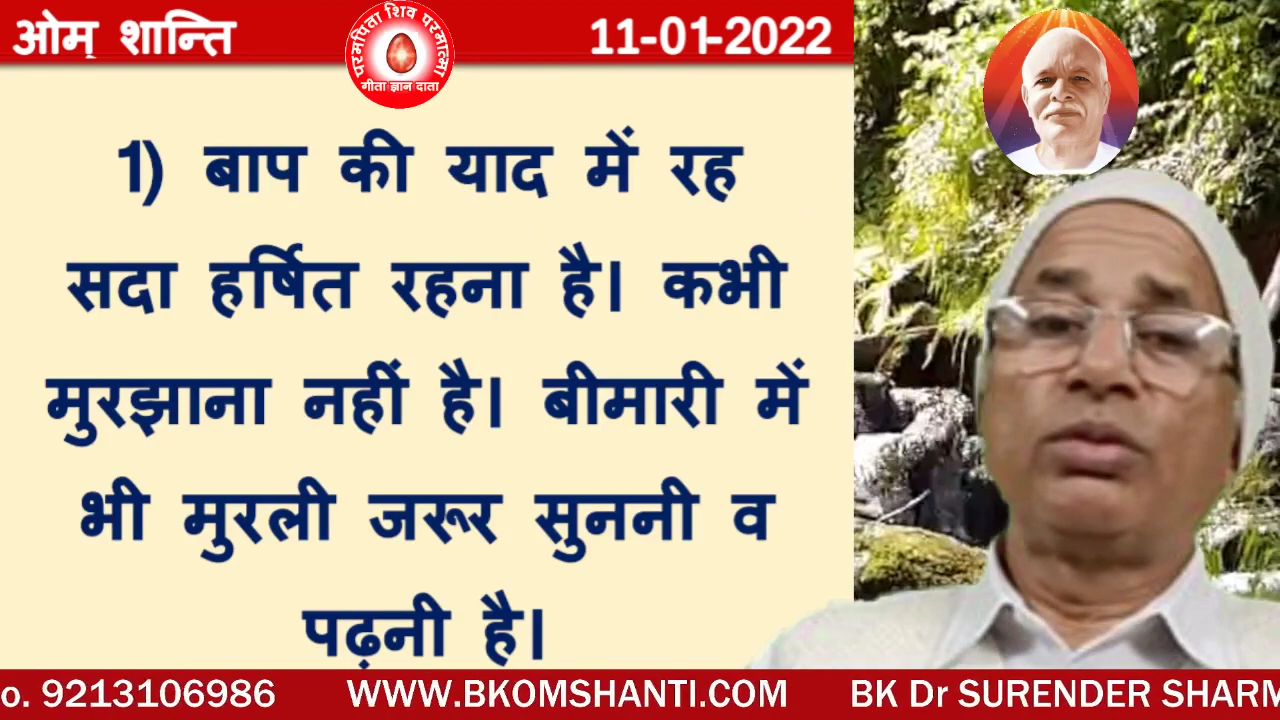 ओम् शान्ति
परमपिता शिव परमात्मा
गीता ज्ञान दाता
11-01-2022
1) बाप की याद में रह
सदा हर्षित रहना है। कभी
मुरझाना नहीं है। बीमारी में
भी मुरली जरूर सुननी व
पढ़नी है।
o. 9213106986 WWW.BKOMSHANTI.COM BK Dr SURENDER SHARM